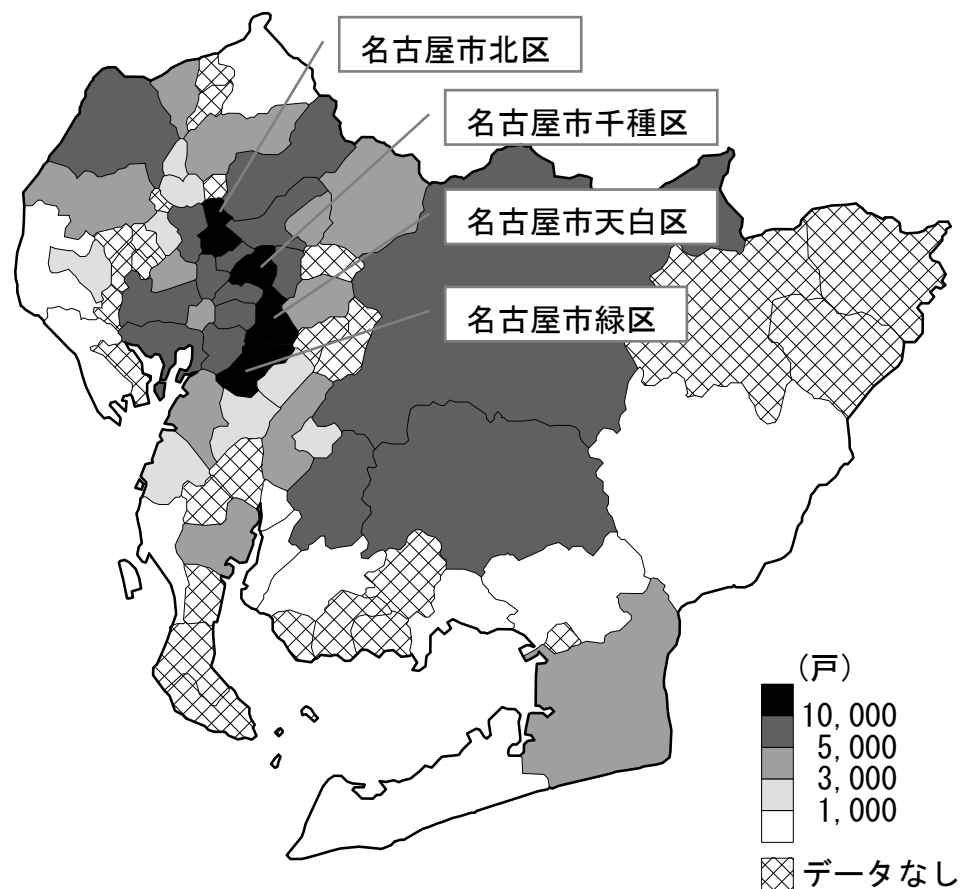 名古屋市北区
名古屋市千種区
名古屋市天白区
名古屋市緑区
(戸)
10,000
5,000
3,000
1,000
データなし